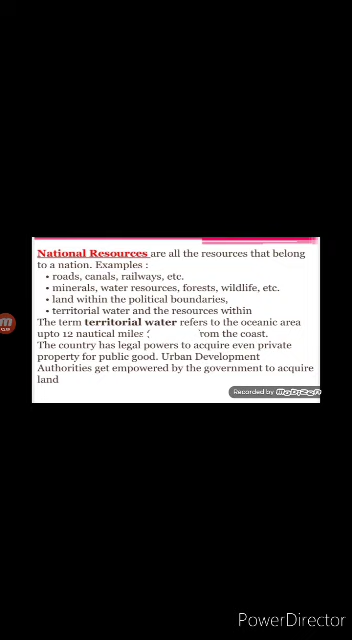 National Resources are all the resources that belong
to a nation. Examples :
• roads, canals, railways, etc.
• minerals, water resources, forests, wildlife, etc.
• land within the political boundaries,
• territorial water and the resources within
The term territorial water refers to the oceanic area
upto 12 nautical miles ( from the coast.
The country has legal powers to acquire even private
property for public good. Urban Development
Authorities get empowered by the government to acquire
land
Recorded by Mobizen
PowerDirector